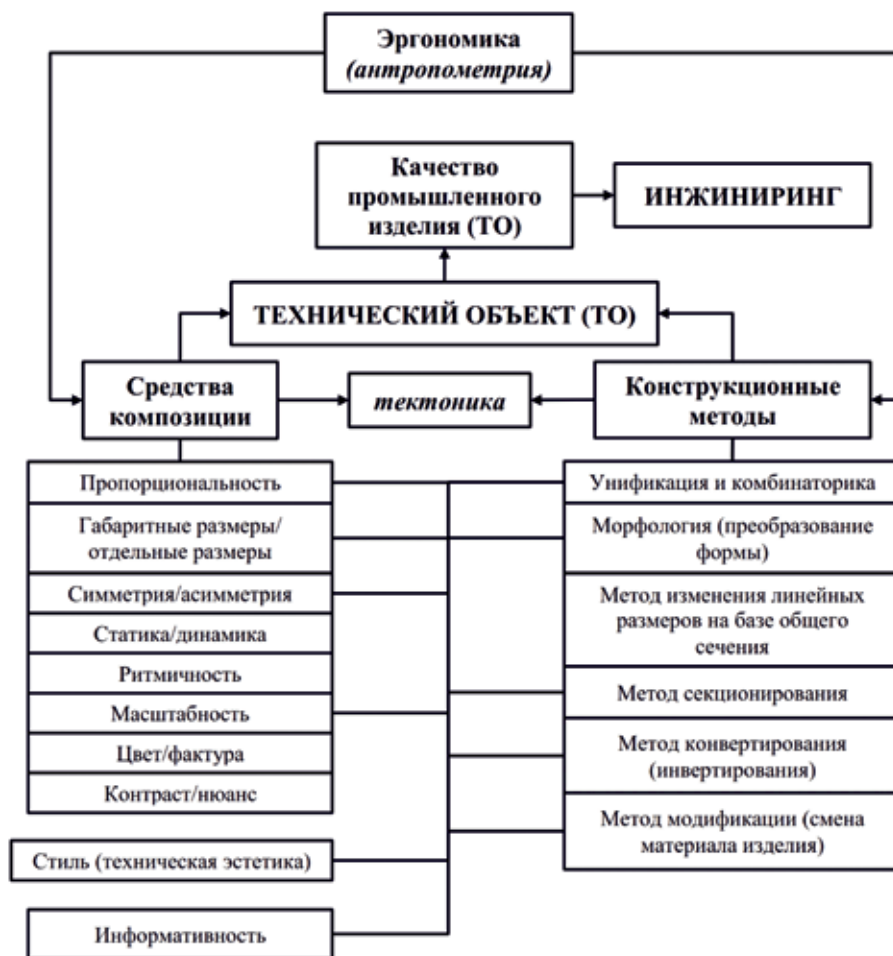 Эргономика
(антропометрия)
Качество
промышленного
изделия (ТО)
ИНЖИНИРИНГ
ТЕХНИЧЕСКИЙ ОБЪЕКТ (ТО)
Средства
композиции
тектоника
Конструкционные
методы
Пропорциональность
Габаритные размеры/
отдельные размеры
Симметрия/асимметрия
Статика/динамика
Ритмичность
Масштабность
Цвет/фактура
Контраст/нюанс
Стиль (техническая эстетика)
Информативность
Унификация и комбинаторика
Морфология (преобразование
формы)
Метод изменения линейных
размеров на базе общего
сечения
Метод секционирования
Метод конвертирования
(инвертирования)
Метод модификации (смена
материала изделия)